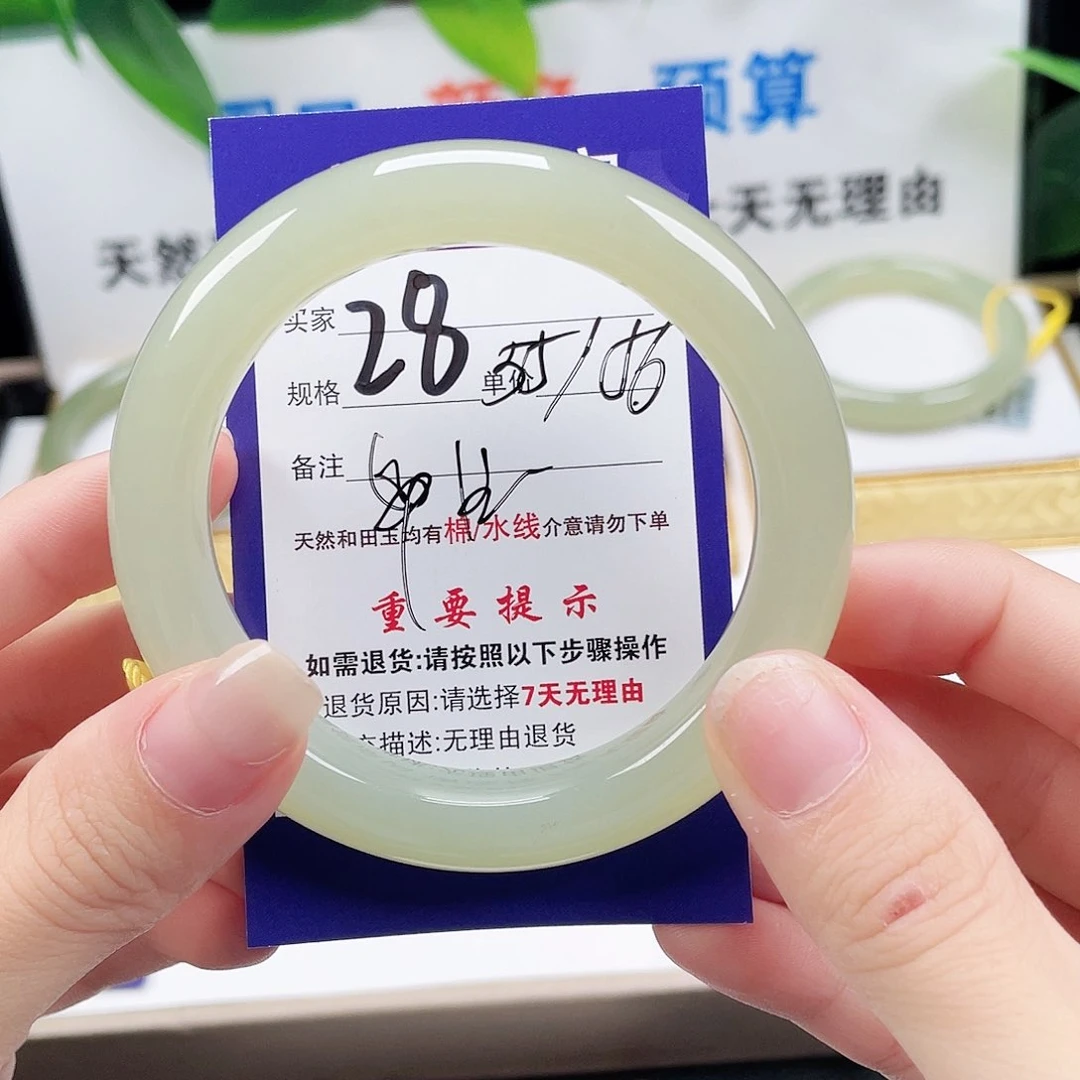 预算
天然
天无理由
买家
28
规格
单价 55/56
备注
天然和田玉均有棉/水线介意请勿下单
重要提示
如需退货:请按照以下步骤操作
退货原因:请选择7天无理由
描述:无理由退货